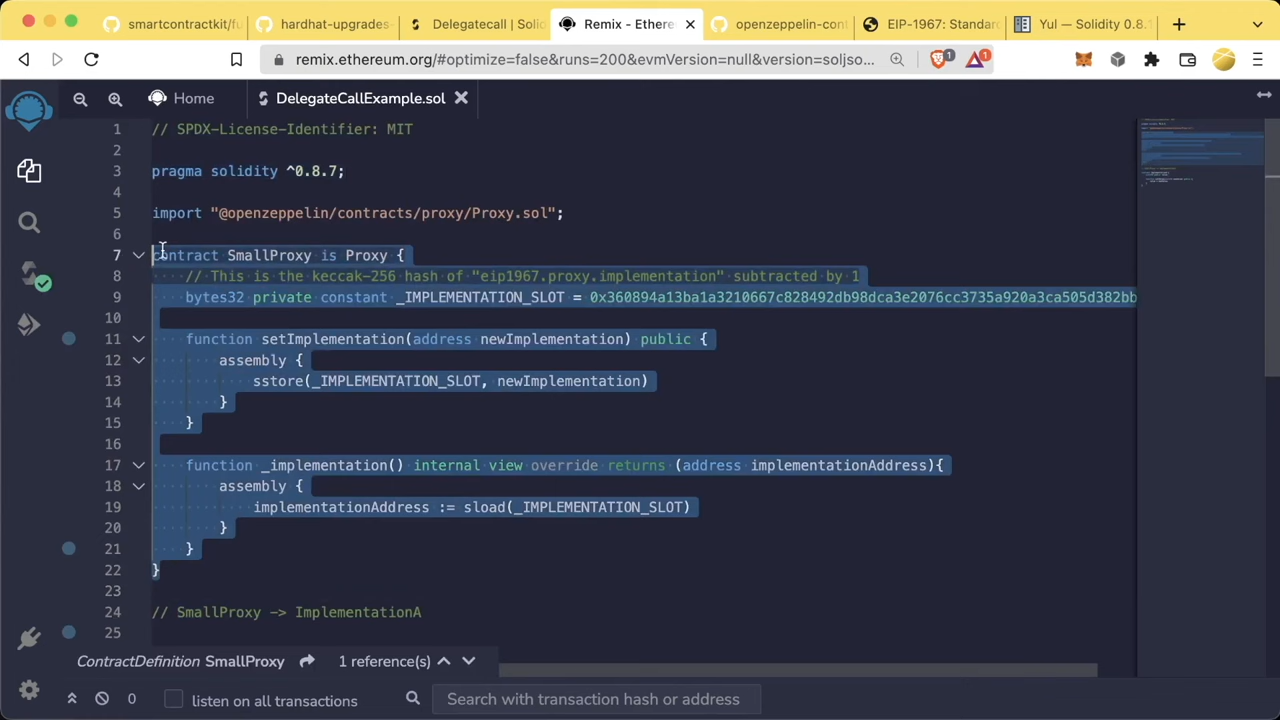 smartcontractkit/fu
hardhat-upgrades-
Delegatecall | Solid
Remix - Ethere
openzeppelin-cont
EIP-1967: Standar
Yul — Solidity 0.8.1
remix.ethereum.org/#optimize=false&runs=200&evmVersion=null&version=soljso...
1
1
Home
DelegateCallExample.sol
1 // SPDX-License-Identifier: MIT
2
3 pragma solidity ^0.8.7;
4
5 import "@openzeppelin/contracts/proxy/Proxy.sol";
6
7 contract SmallProxy is Proxy {
8 // This is the keccak-256 hash of "eip1967.proxy.implementation" subtracted by 1
9 bytes32 private constant _IMPLEMENTATION_SLOT = 0x360894a13ba1a3210667c828492db98dca3e2076cc3735a920a3ca505d382bb
10
11 function setImplementation(address newImplementation) public {
12 assembly {
13 sstore(_IMPLEMENTATION_SLOT, newImplementation)
14 }
15 }
16
17 function _implementation() internal view override returns (address implementationAddress){
18 assembly {
19 implementationAddress := sload(_IMPLEMENTATION_SLOT)
20 }
21 }
22 }
23
24 // SmallProxy -> ImplementationA
25
ContractDefinition SmallProxy 1 reference(s)
0 listen on all transactions Search with transaction hash or address